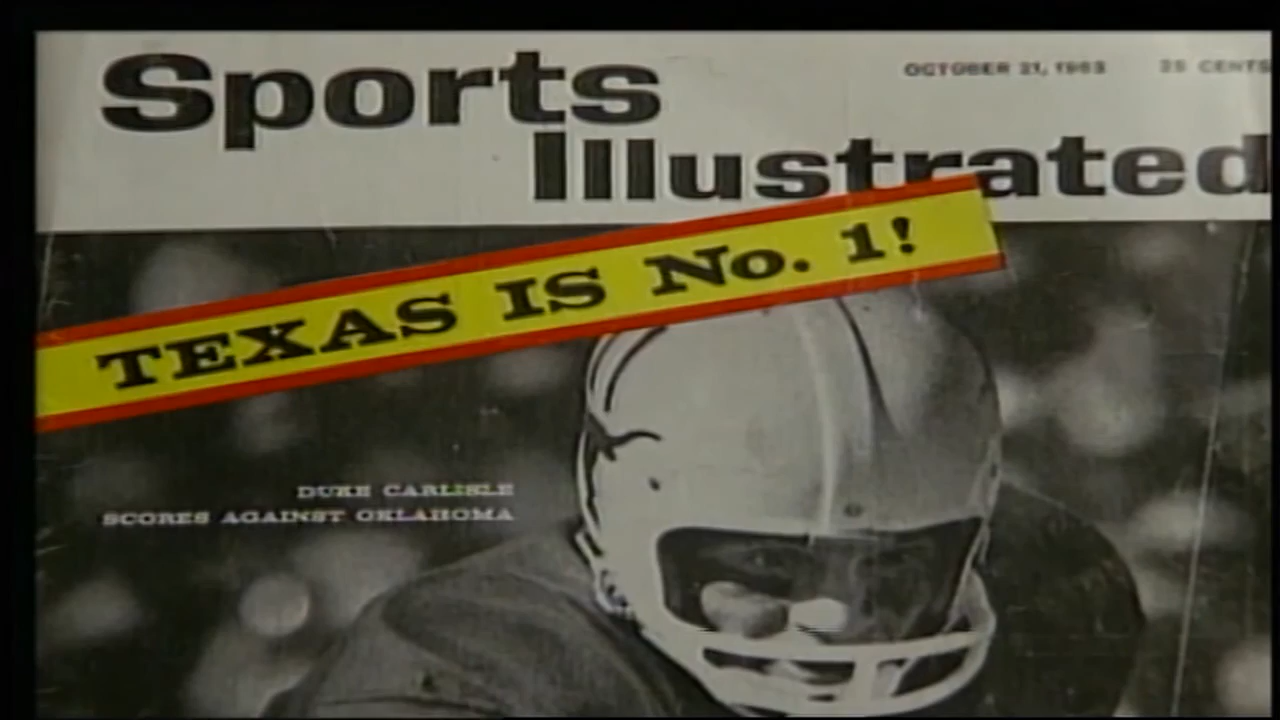 Sports
Illustrated
OCTOBER 21, 1963
25 CENTS
TEXAS IS No. 1!
DUKE CARLISLE
SCORES AGAINST OKLAHOMA